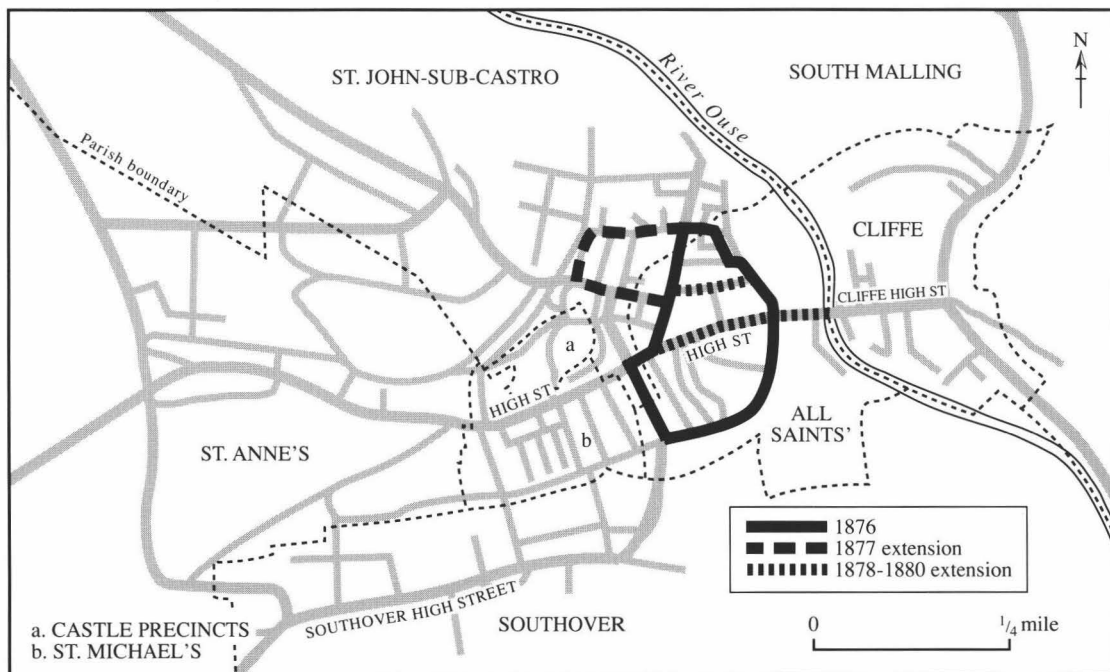 ST. JOHN-SUB-CASTRO
SOUTH MALLING
N
River Ouse
Parish boundary
CLIFFE
CLIFFE HIGH ST
HIGH ST
a
HIGH ST
b
ALL
SAINTS'
ST. ANNE'S
1876
1877 extension
1878-1880 extension
SOUTHOVER HIGH STREET
SOUTHOVER
0 1/4 mile
a. CASTLE PRECINCTS
b. ST. MICHAEL'S